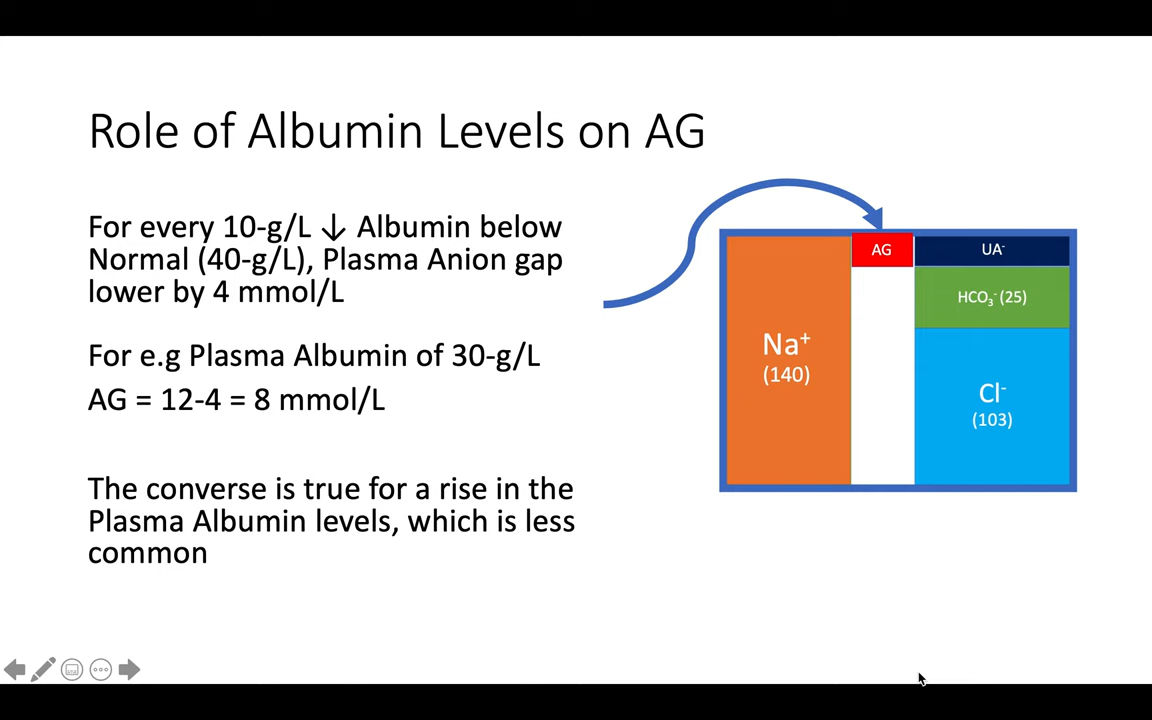 Role of Albumin Levels on AG
For every 10-g/L ↓ Albumin below
Normal (40-g/L), Plasma Anion gap
lower by 4 mmol/L
For e.g Plasma Albumin of 30-g/L
AG = 12-4 = 8 mmol/L
The converse is true for a rise in the
Plasma Albumin levels, which is less
common
Na⁺
(140)
AG
UA⁻
HCO₃⁻ (25)
Cl⁻
(103)